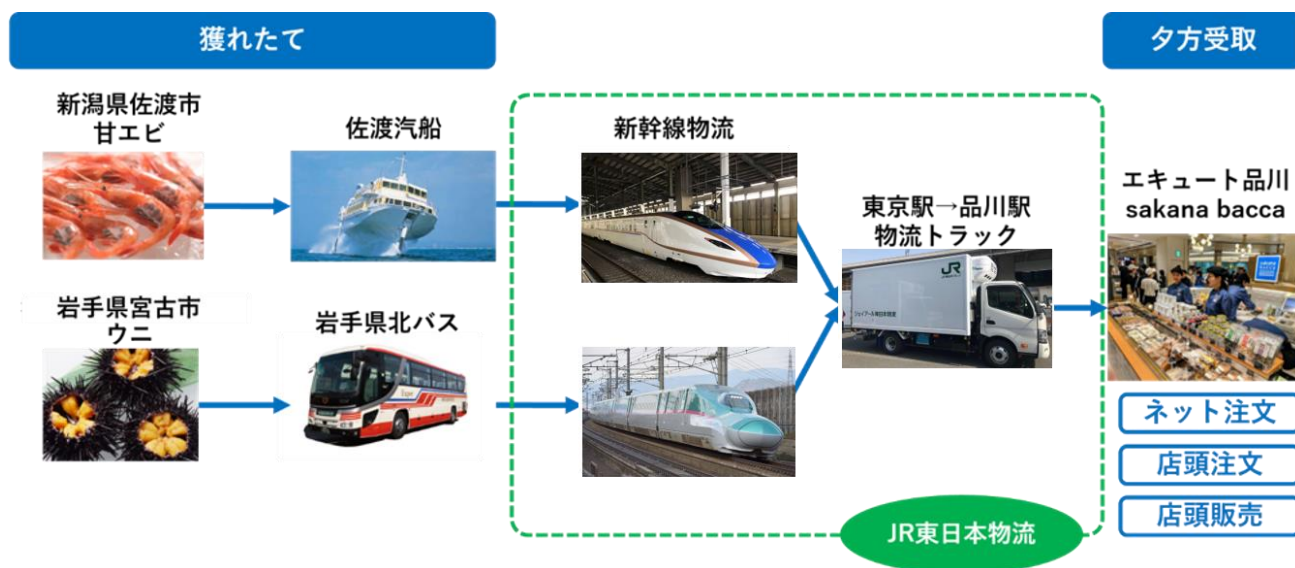 獲れたて
夕方受取
新潟県佐渡市
甘エビ
佐渡汽船
新幹線物流
東京駅→品川駅
物流トラック
エキュート品川
sakana bacca
JR
岩手県宮古市
ウニ
岩手県北バス
ネット注文
店頭注文
店頭販売
JR東日本物流